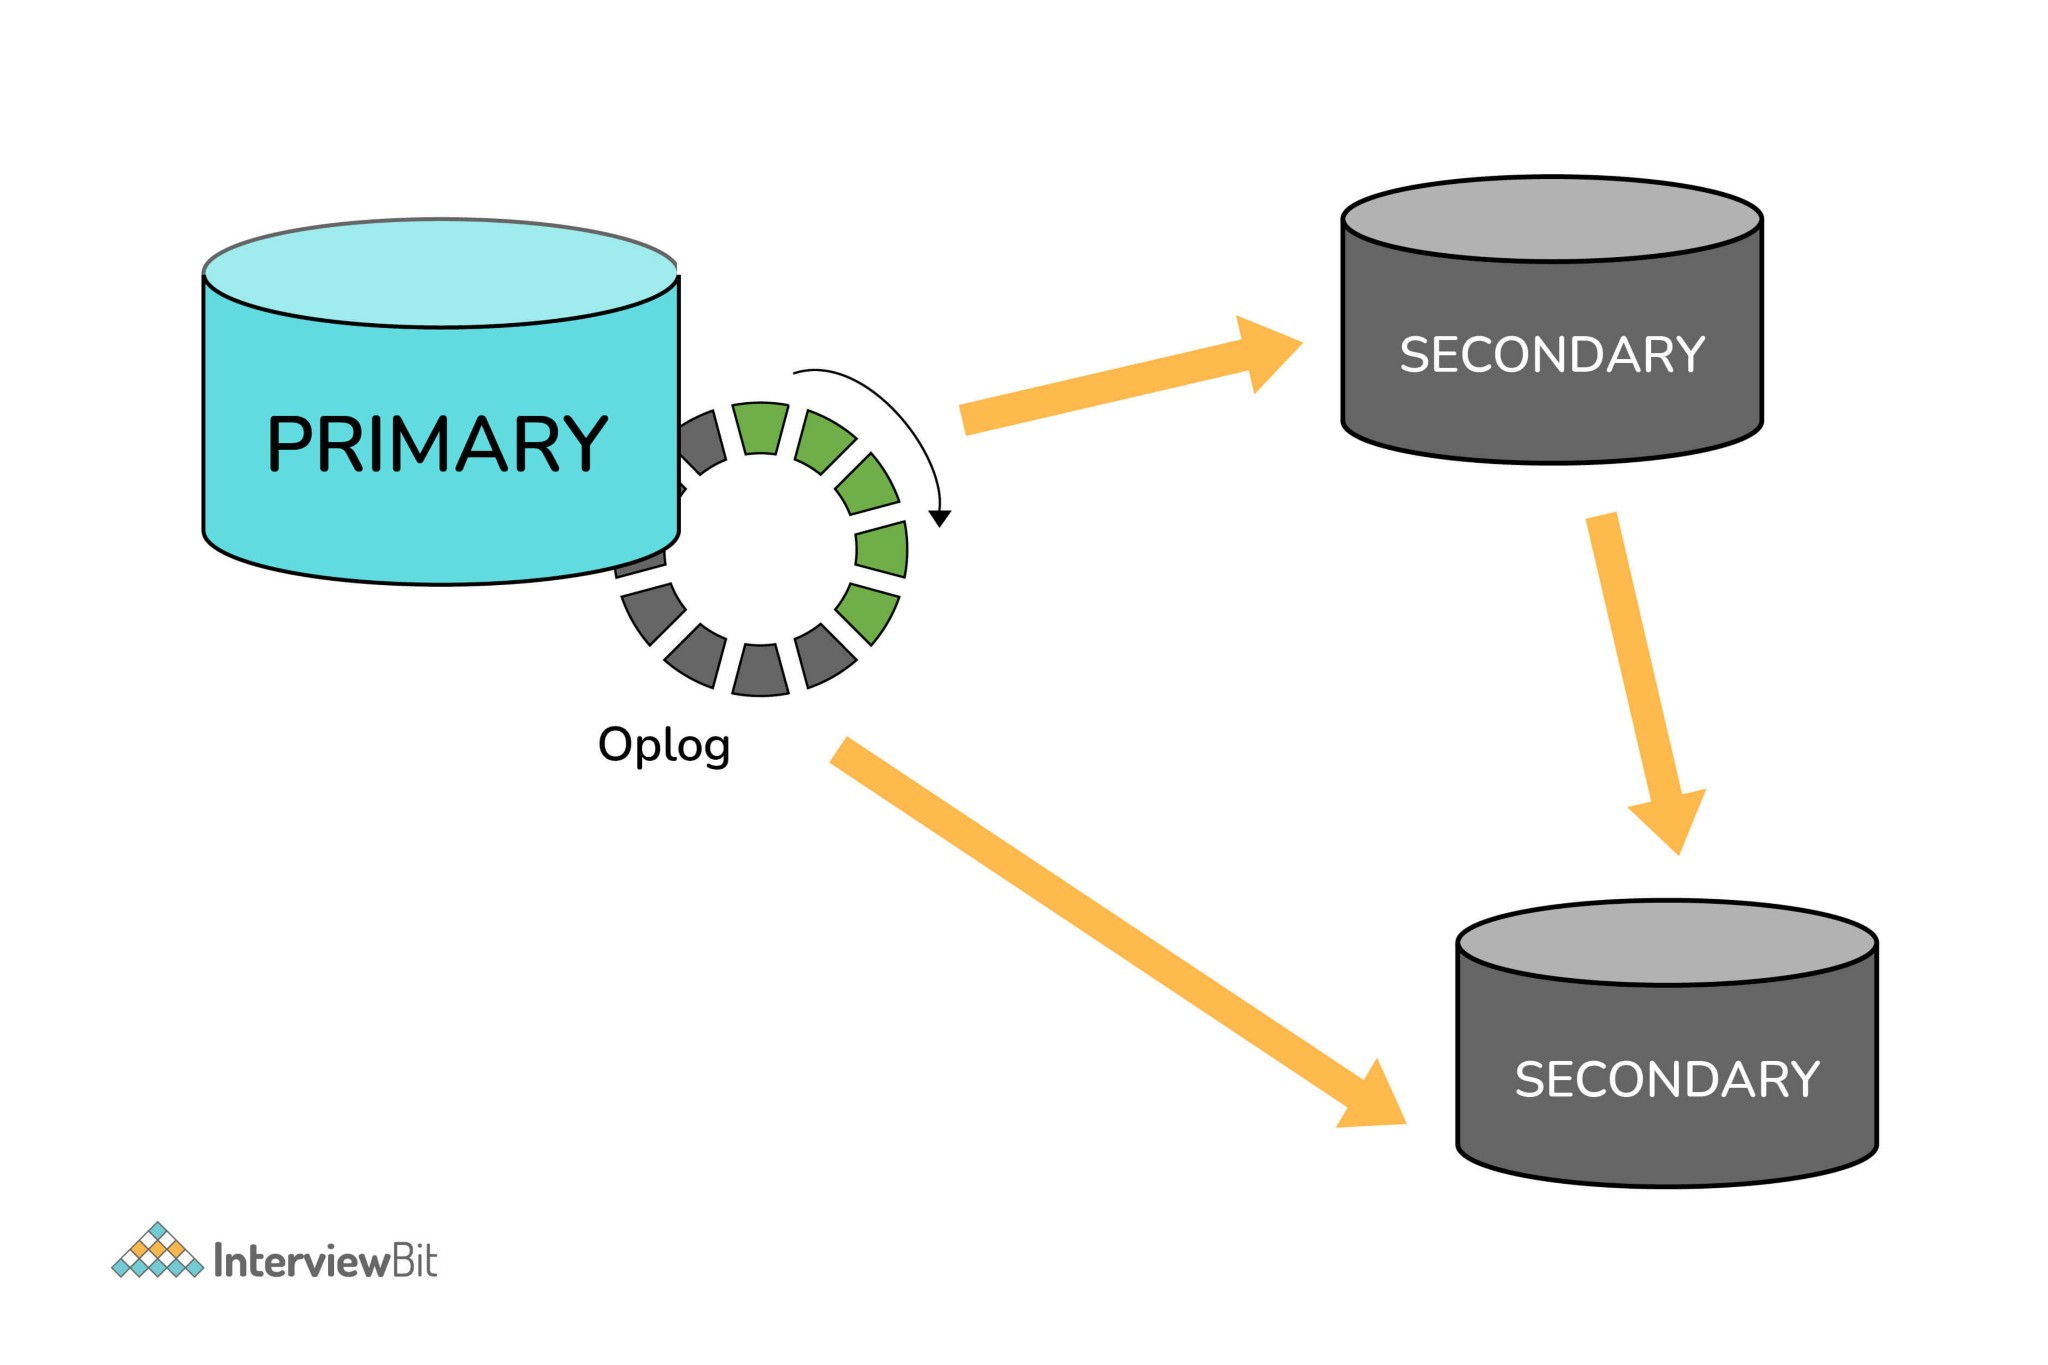 PRIMARY
SECONDARY
Oplog
SECONDARY
InterviewBit